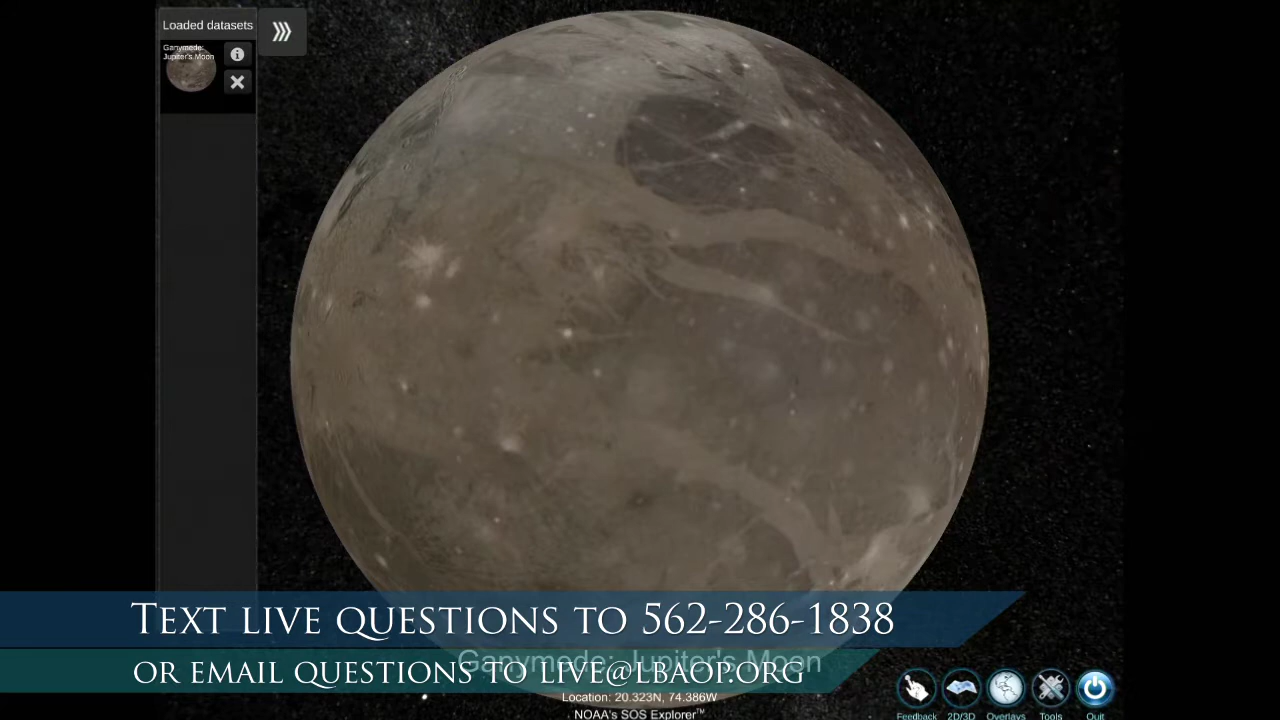 Loaded datasets
Ganymede:
Jupiter's Moon
Text live questions to 562-286-1838
Ganymede: Jupiter's Moon
or email questions to live@lbaop.org
Location: 20.323N, 74.386W
NOAA's SOS Explorer™
Feedback
2D/3D
Overlays
Tools
Quit